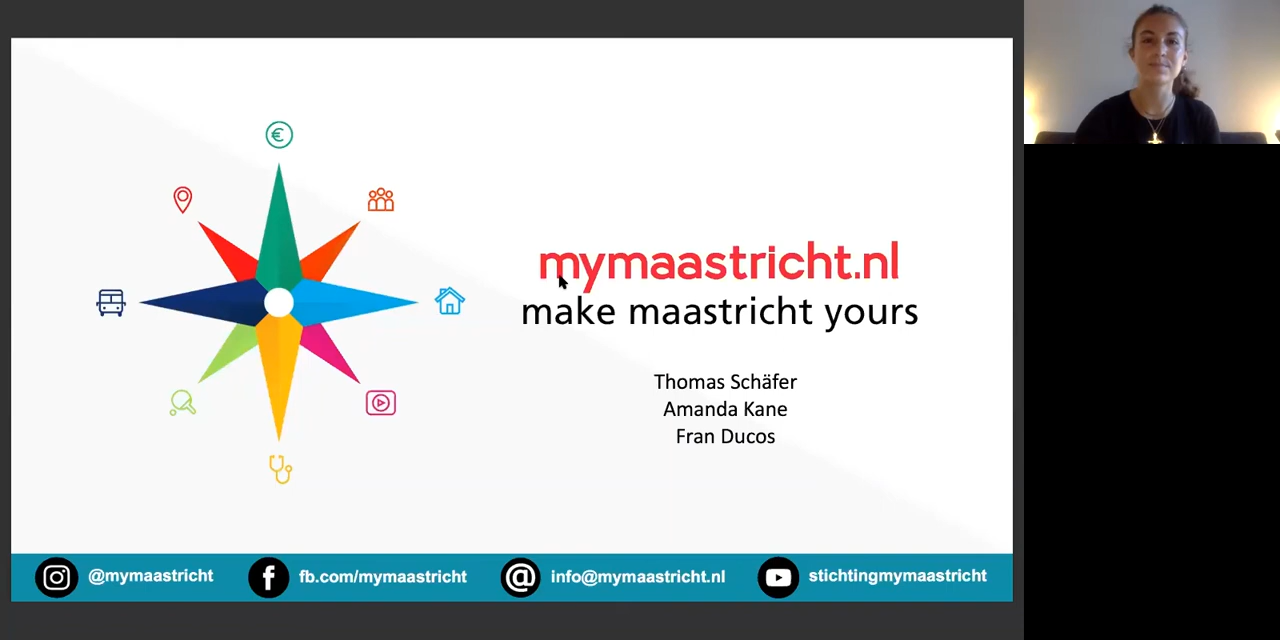 mymaastricht.nl
make maastricht yours
Thomas Schäfer
Amanda Kane
Fran Ducos
@mymaastricht
fb.com/mymaastricht
info@mymaastricht.nl
stichtingmymaastricht